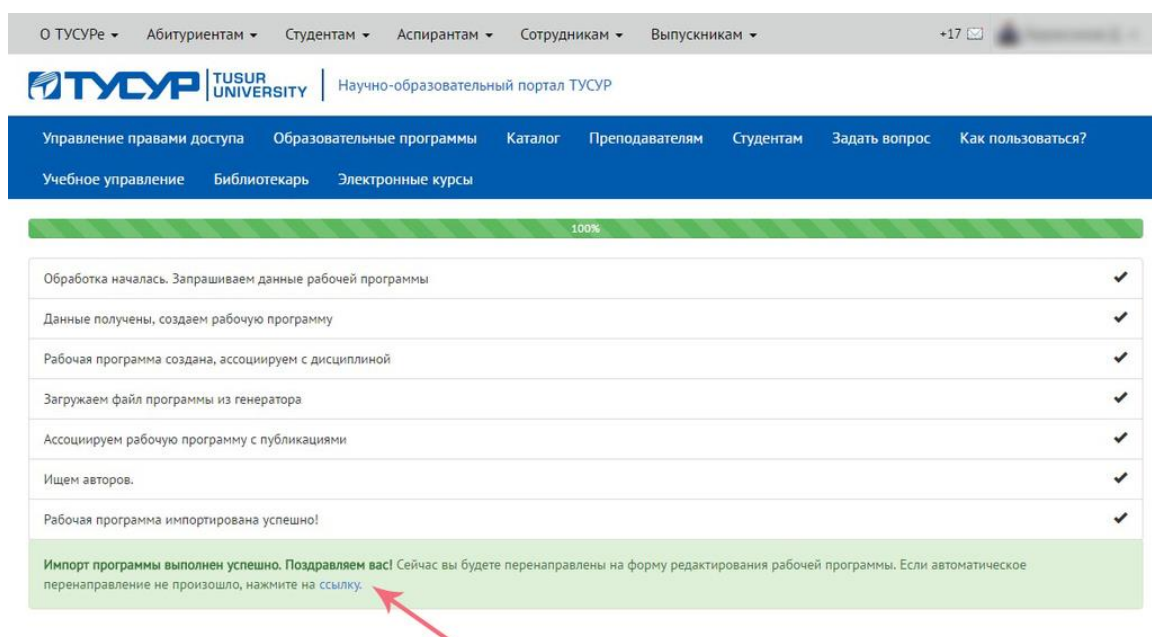 О ТУСУРе Абитуриентам Студентам Аспирантам Сотрудникам Выпускникам +17
ТУСУР TUSUR UNIVERSITY Научно-образовательный портал ТУСУР
Управление правами доступа Образовательные программы Каталог Преподавателям Студентам Задать вопрос Как пользоваться?
Учебное управление Библиотекарь Электронные курсы
100%
Обработка началась. Запрашиваем данные рабочей программы
Данные получены, создаем рабочую программу
Рабочая программа создана, ассоциируем с дисциплиной
Загружаем файл программы из генератора
Ассоциируем рабочую программу с публикациями
Ищем авторов.
Рабочая программа импортирована успешно!
Импорт программы выполнен успешно. Поздравляем вас! Сейчас вы будете перенаправлены на форму редактирования рабочей программы. Если автоматическое
перенаправление не произошло, нажмите на ссылку.